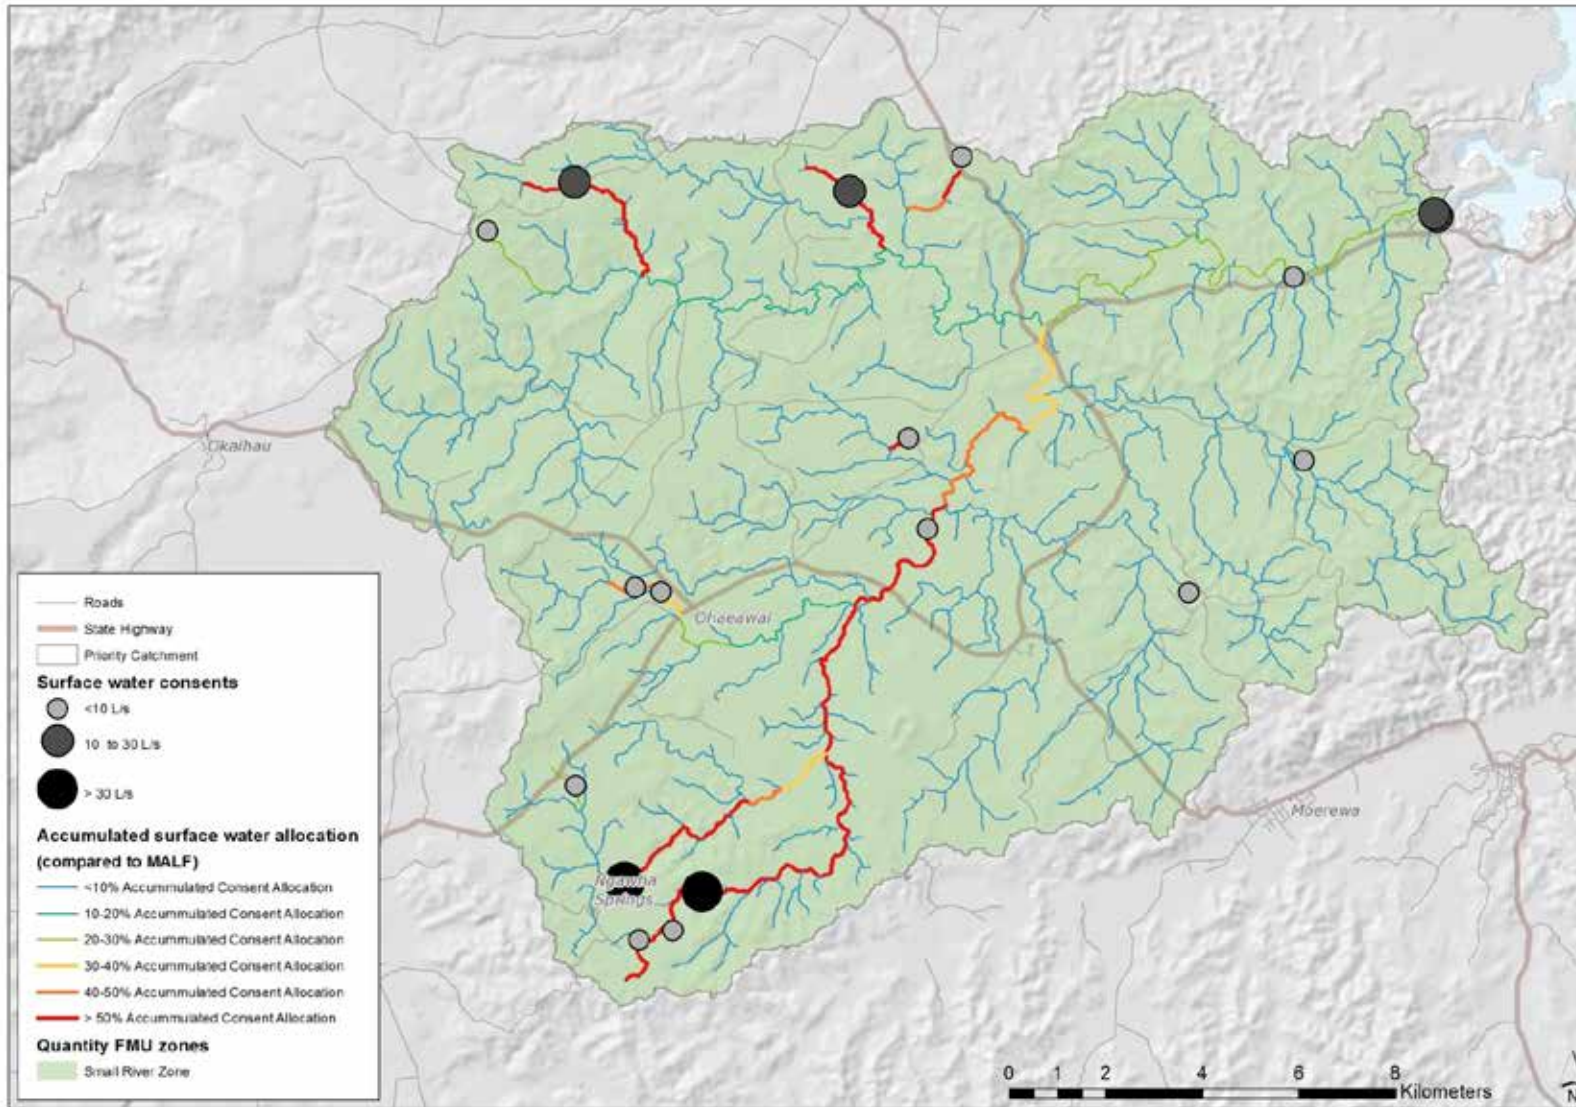 Okaihau
Ohaeawai
Ngawha
Springs
Moerewa
Roads
State Highway
Priority Catchment
Surface water consents
<10 L/s
10 to 30 L/s
> 30 L/s
Accumulated surface water allocation
(compared to MALF)
<10% Accummulated Consent Allocation
10-20% Accummulated Consent Allocation
20-30% Accummulated Consent Allocation
30-40% Accummulated Consent Allocation
40-50% Accummulated Consent Allocation
> 50% Accummulated Consent Allocation
Quantity FMU zones
Small River Zone
0 1 2 4 6 8
Kilometers
N